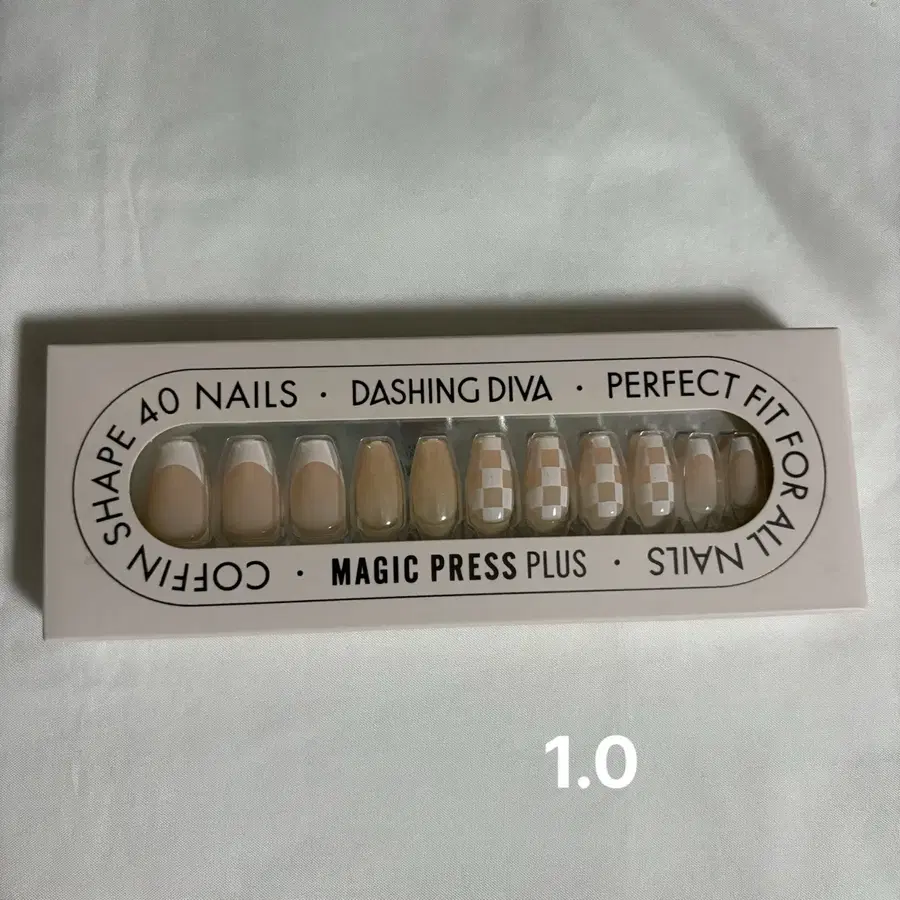 COFFIN SHAPE 40 NAILS · DASHING DIVA · PERFECT FIT FOR ALL NAILS ·
MAGIC PRESS PLUS ·
1.0